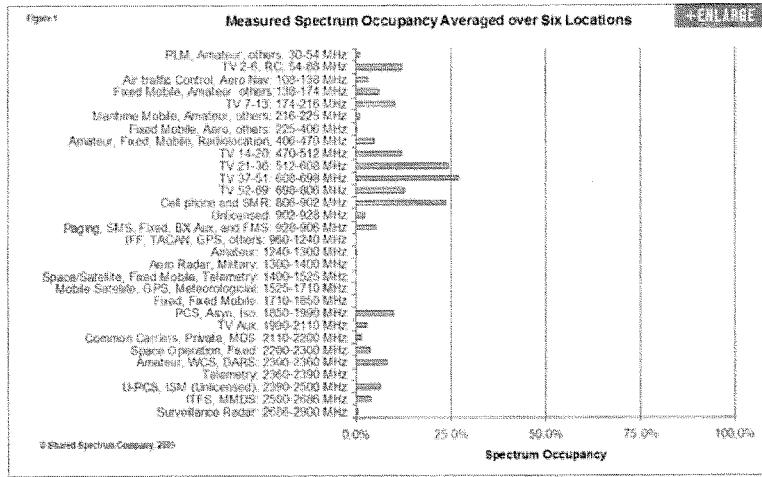 Figure 1
Measured Spectrum Occupancy Averaged over Six Locations
+ENLARGE
PLM, Amateur, others: 30-54 MHz
TV 2-6, RC: 54-88 MHz
Air traffic Control, Aero Nav: 108-138 MHz
Fixed Mobile, Amateur, others: 138-174 MHz
TV 7-13: 174-216 MHz
Maritime Mobile, Amateur, others: 216-225 MHz
Fixed Mobile, Aero, others: 225-406 MHz
Amateur, Fixed, Mobile, Radiolocation, 406-470 MHz
TV 14-20: 470-512 MHz
TV 21-36: 512-608 MHz
TV 37-51: 608-698 MHz
TV 52-69: 698-806 MHz
Cell phone and SMR: 806-902 MHz
Unlicensed: 902-928 MHz
Paging, SMS, Fixed, BX Aux, and FMS: 928-906 MHz
IFF, TACAN, GPS, others: 960-1240 MHz
Amateur: 1240-1300 MHz
Aero Radar, Military: 1300-1400 MHz
Space/Satellite, Fixed Mobile, Telemetry: 1400-1525 MHz
Mobile Satellite, GPS, Meteorological: 1525-1710 MHz
Fixed, Fixed Mobile: 1710-1850 MHz
PCS, Asyn, Iso: 1850-1990 MHz
TV Aux: 1990-2110 MHz
Common Carriers, Private, MDS: 2110-2200 MHz
Space Operation, Fixed: 2200-2300 MHz
Amateur, WCS, DARS: 2300-2360 MHz
Telemetry: 2360-2390 MHz
U-PCS, ISM (Unlicensed): 2390-2500 MHz
ITFS, MMDS: 2500-2686 MHz
Surveillance Radar: 2686-2900 MHz
0.0% 25.0% 50.0% 75.0% 100.0%
Spectrum Occupancy
© Shared Spectrum Company, 2005